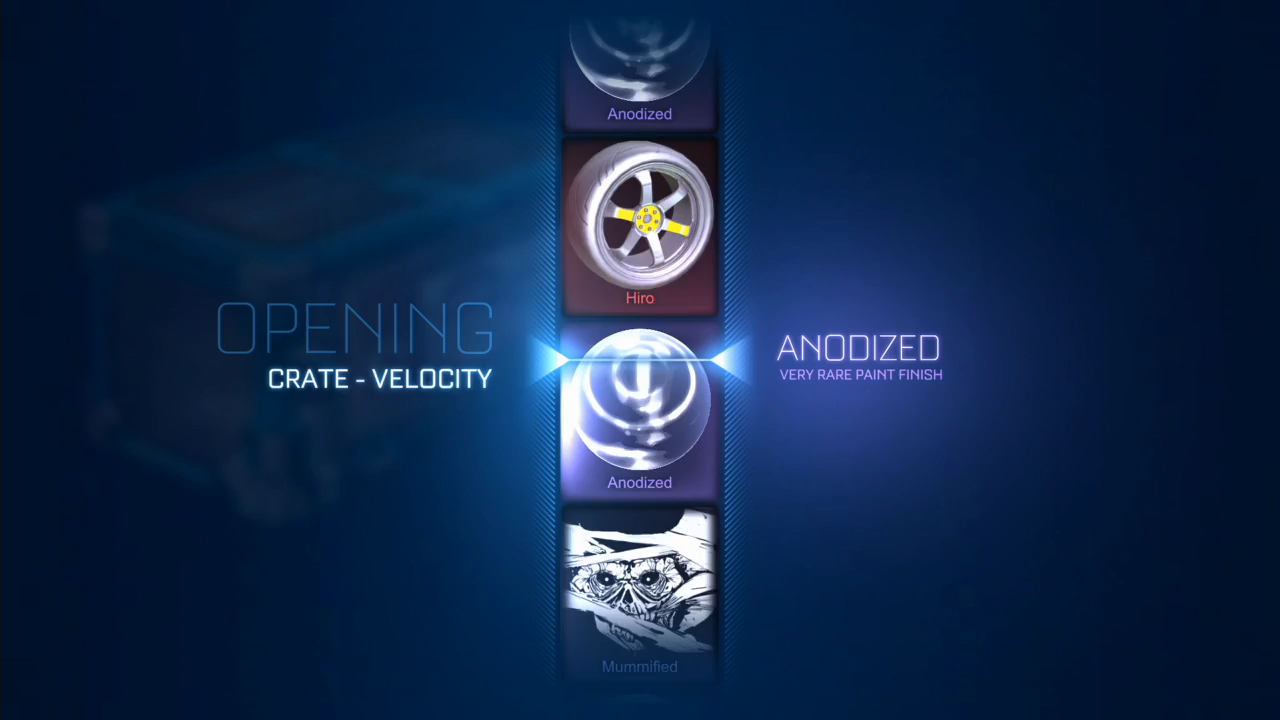 Anodized
Hiro
OPENING
CRATE - VELOCITY
ANODIZED
VERY RARE PAINT FINISH
Anodized
Mummified